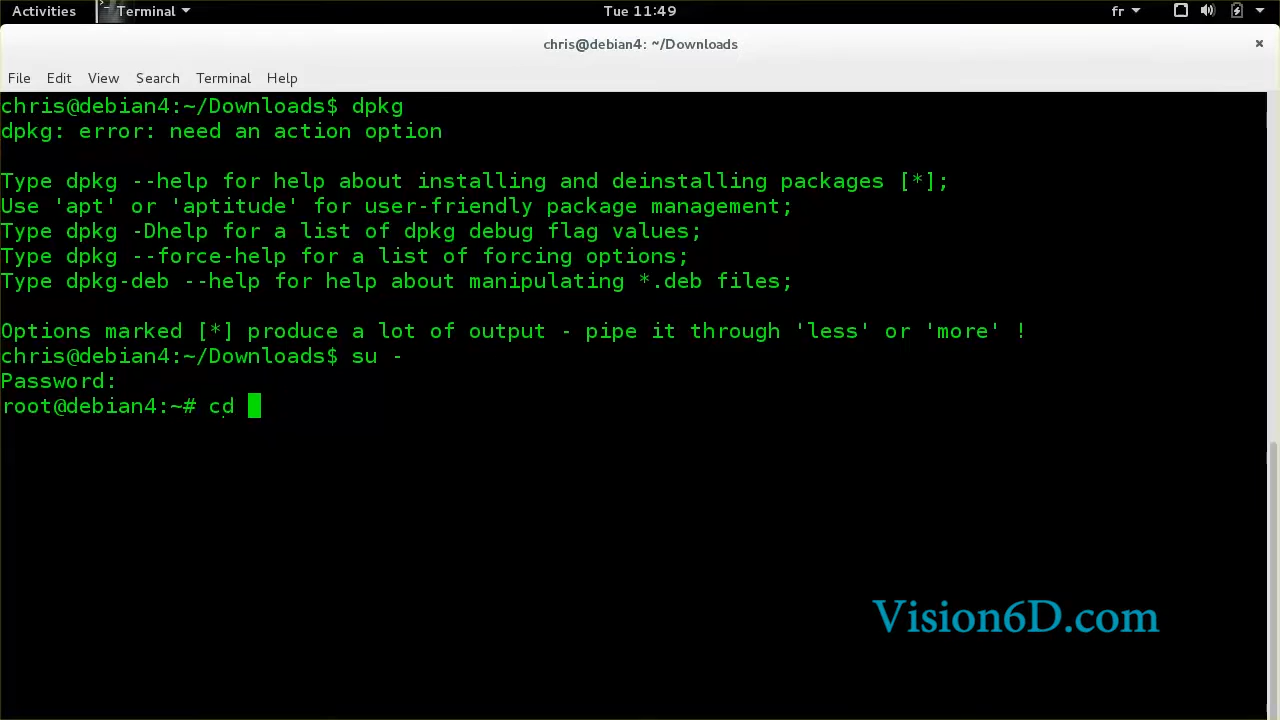 Activities Terminal Tue 11:49 fr
chris@debian4: ~/Downloads ×
File Edit View Search Terminal Help
chris@debian4:~/Downloads$ dpkg
dpkg: error: need an action option
Type dpkg --help for help about installing and deinstalling packages [*];
Use 'apt' or 'aptitude' for user-friendly package management;
Type dpkg -Dhelp for a list of dpkg debug flag values;
Type dpkg --force-help for a list of forcing options;
Type dpkg-deb --help for help about manipulating *.deb files;
Options marked [*] produce a lot of output - pipe it through 'less' or 'more' !
chris@debian4:~/Downloads$ su -
Password:
root@debian4:~# cd
Vision6D.com